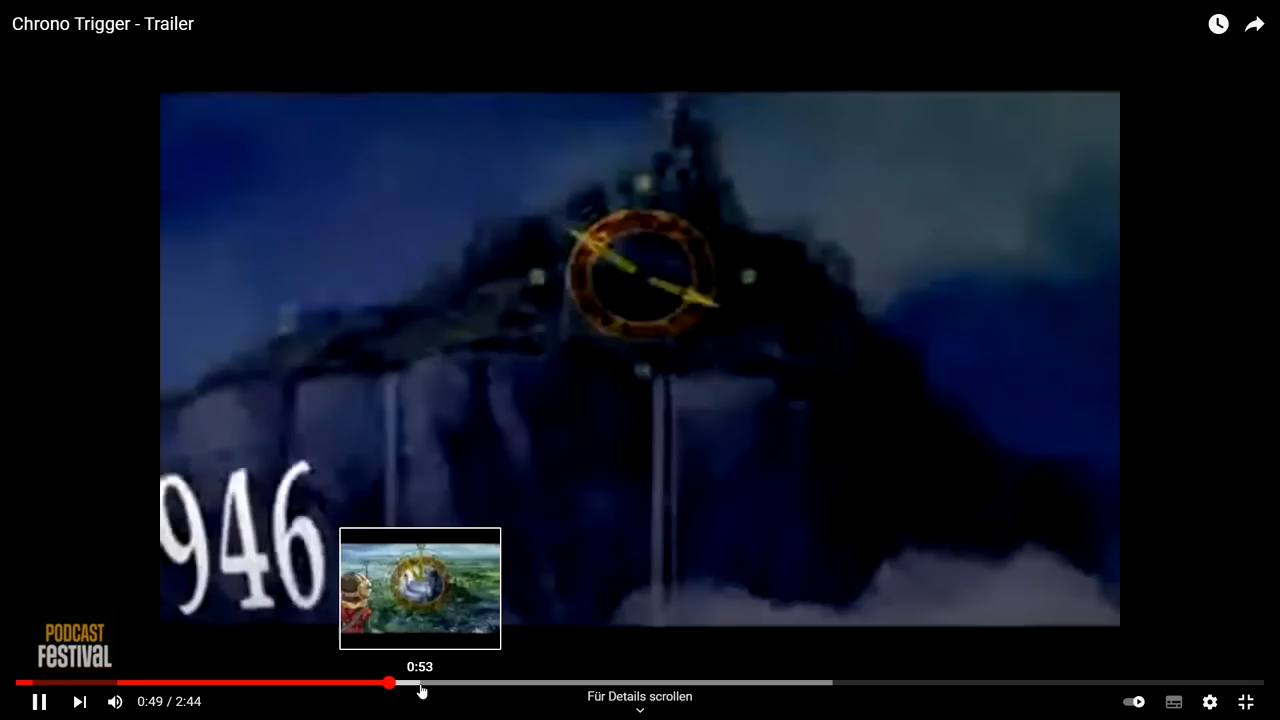 Chrono Trigger - Trailer
946
PODCAST
FESTIVAL
0:53
0:49 / 2:44
Für Details scrollen